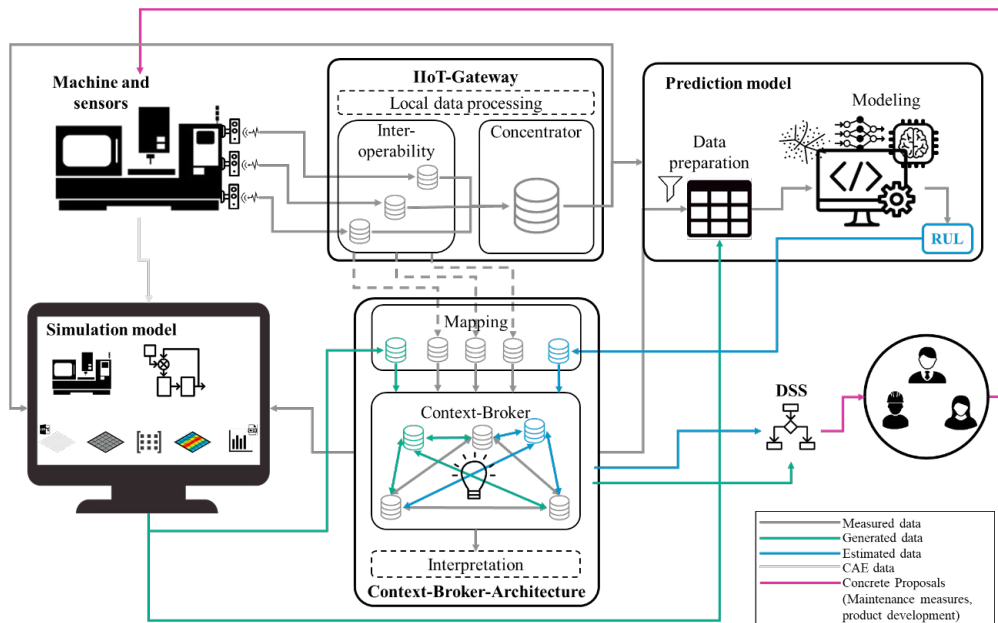 Machine and
sensors
IIoT-Gateway
Local data processing
Inter-
operability
Concentrator
Prediction model
Modeling
Data
preparation
RUL
Simulation model
Mapping
Context-Broker
Interpretation
Context-Broker-Architecture
DSS
Measured data
Generated data
Estimated data
CAE data
Concrete Proposals
(Maintenance measures,
product development)